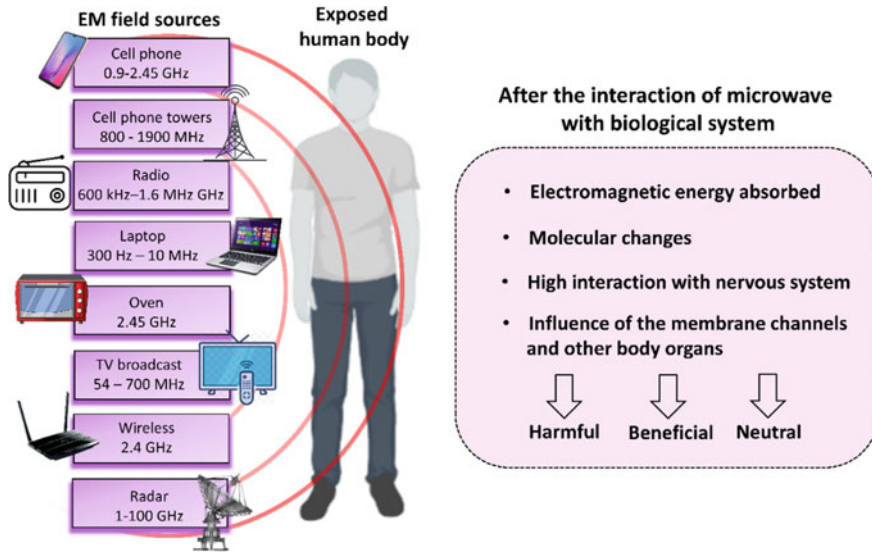 EM field sources
Cell phone
0.9-2.45 GHz
Cell phone towers
800 - 1900 MHz
Radio
600 kHz–1.6 MHz GHz
Laptop
300 Hz – 10 MHz
Oven
2.45 GHz
TV broadcast
54 – 700 MHz
Wireless
2.4 GHz
Radar
1-100 GHz
Exposed
human body
After the interaction of microwave
with biological system
• Electromagnetic energy absorbed
• Molecular changes
• High interaction with nervous system
• Influence of the membrane channels
and other body organs
Harmful
Beneficial
Neutral